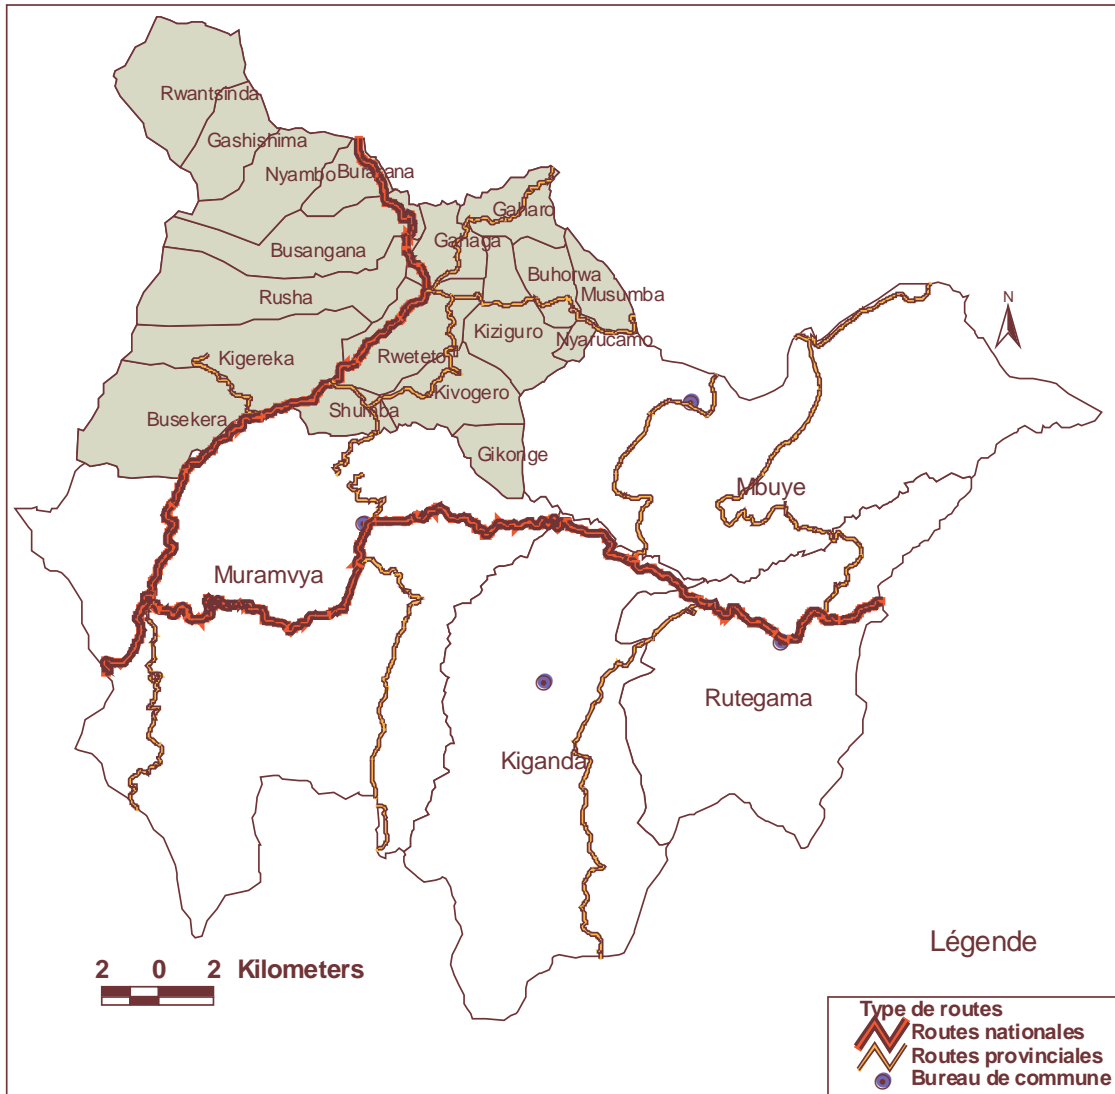 Rwantsinda
Gashishima
Nyambo
Burarana
Gaharo
Gahaga
Busangana
Buhorwa
Rusha
Musumba
Kiziguro
Nyarucamo
Kigereka
Rweteto
Kivogero
Shumba
Busekera
Gikonge
Mbuye
Muramvya
Rutegama
Kiganda
N
Légende
2 0 2 Kilometers
Type de routes
Routes nationales
Routes provinciales
Bureau de commune